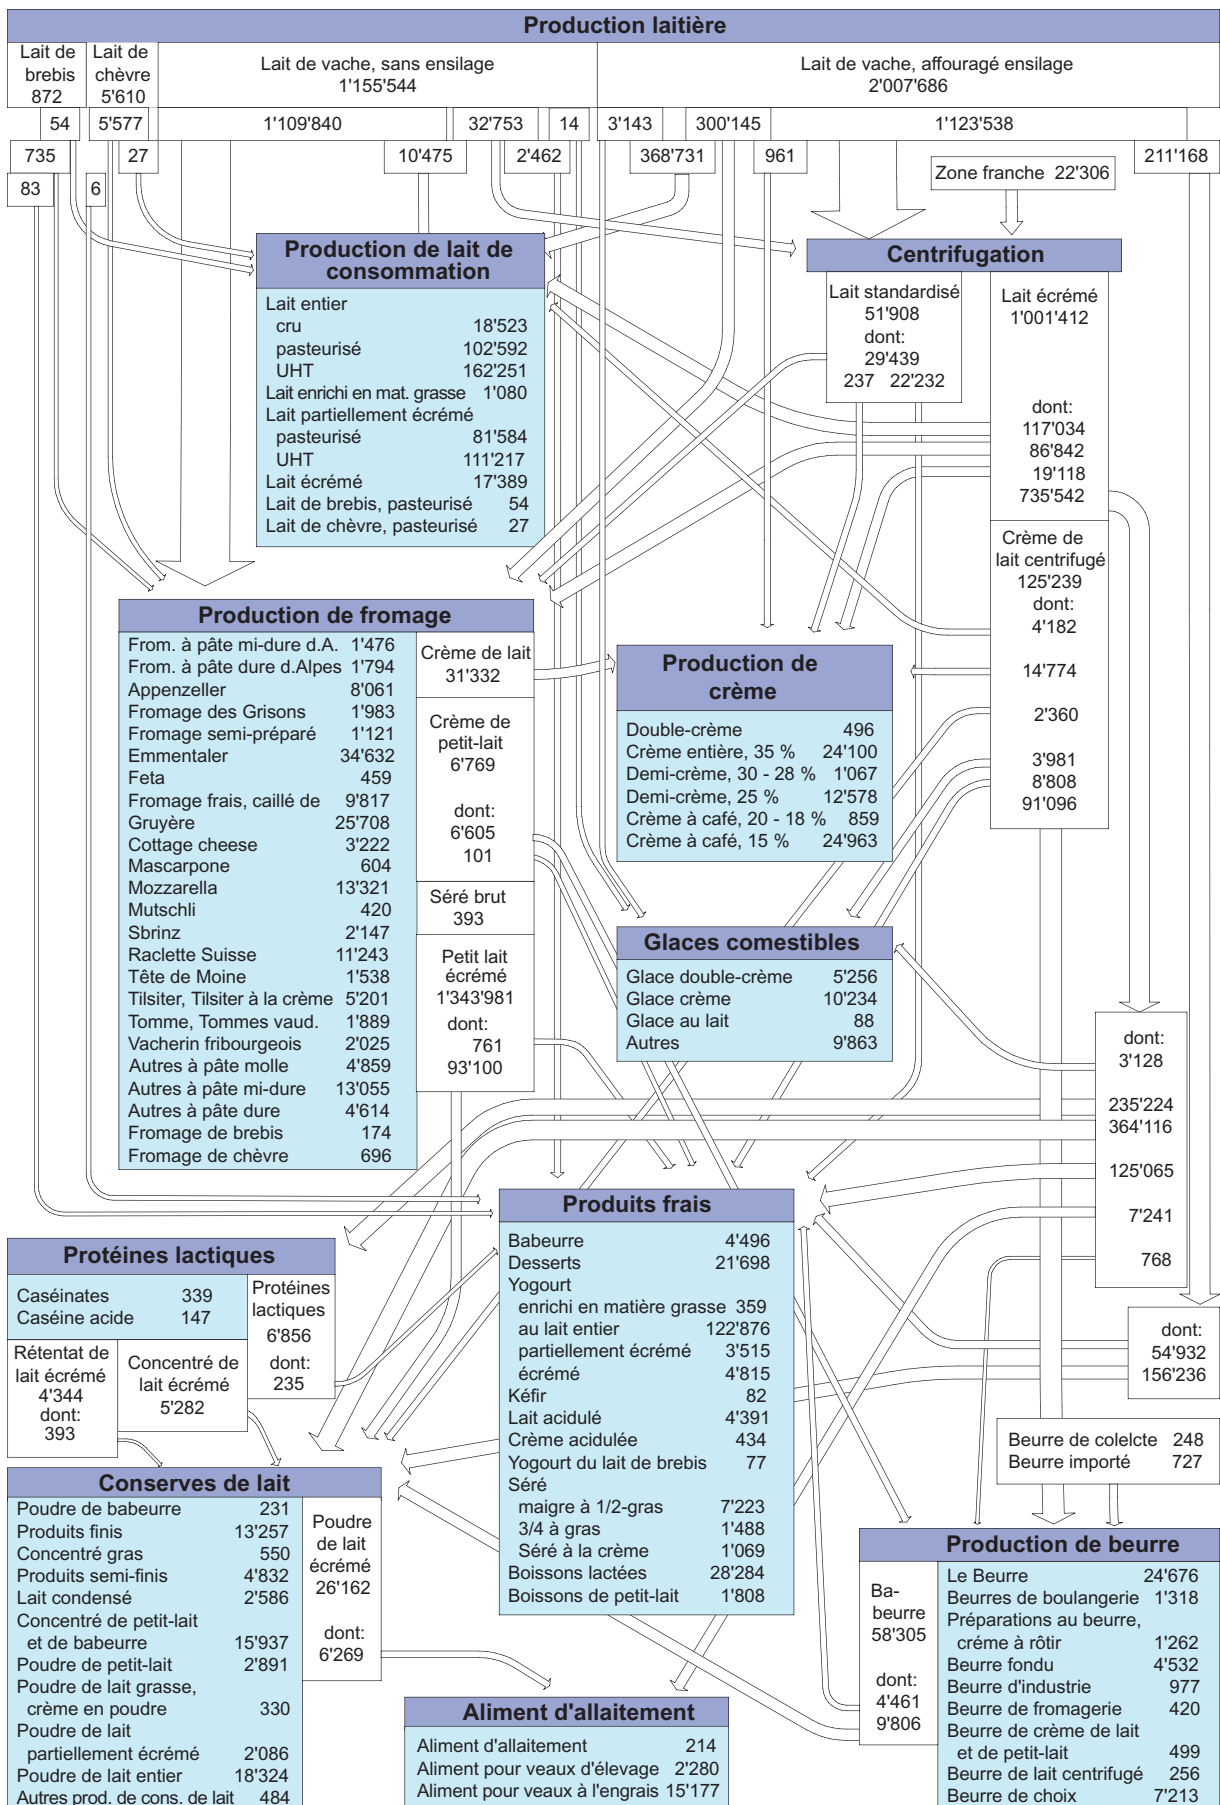 Production laitière
Lait de
brebis
872
Lait de
chèvre
5'610
Lait de vache, sans ensilage
1'155'544
Lait de vache, affouragé ensilage
2'007'686
54
5'577
1'109'840
32'753
14
3'143
300'145
1'123'538
735
27
10'475
2'462
368'731
961
211'168
83
6
Zone franche 22'306
Production de lait de
consommation
Lait entier
cru 18'523
pasteurisé 102'592
UHT 162'251
Lait enrichi en mat. grasse 1'080
Lait partiellement écrémé
pasteurisé 81'584
UHT 111'217
Lait écrémé 17'389
Lait de brebis, pasteurisé 54
Lait de chèvre, pasteurisé 27
Centrifugation
Lait standardisé
51'908
dont:
29'439
237 22'232
Lait écrémé
1'001'412
dont:
117'034
86'842
19'118
735'542
Crème de
lait centrifugé
125'239
dont:
4'182
14'774
2'360
3'981
8'808
91'096
Production de fromage
From. à pâte mi-dure d.A. 1'476
From. à pâte dure d.Alpes 1'794
Appenzeller 8'061
Fromage des Grisons 1'983
Fromage semi-préparé 1'121
Emmentaler 34'632
Feta 459
Fromage frais, caillé de 9'817
Gruyère 25'708
Cottage cheese 3'222
Mascarpone 604
Mozzarella 13'321
Mutschli 420
Sbrinz 2'147
Raclette Suisse 11'243
Tête de Moine 1'538
Tilsiter, Tilsiter à la crème 5'201
Tomme, Tommes vaud. 1'889
Vacherin fribourgeois 2'025
Autres à pâte molle 4'859
Autres à pâte mi-dure 13'055
Autres à pâte dure 4'614
Fromage de brebis 174
Fromage de chèvre 696
Crème de lait
31'332
Crème de
petit-lait
6'769
dont:
6'605
101
Séré brut
393
Petit lait
écrémé
1'343'981
dont:
761
93'100
Production de
crème
Double-crème 496
Crème entière, 35 % 24'100
Demi-crème, 30 - 28 % 1'067
Demi-crème, 25 % 12'578
Crème à café, 20 - 18 % 859
Crème à café, 15 % 24'963
Glaces comestibles
Glace double-crème 5'256
Glace crème 10'234
Glace au lait 88
Autres 9'863
dont:
3'128
235'224
364'116
125'065
7'241
768
dont:
54'932
156'236
Produits frais
Babeurre 4'496
Desserts 21'698
Yogourt
enrichi en matière grasse 359
au lait entier 122'876
partiellement écrémé 3'515
écrémé 4'815
Kéfir 82
Lait acidulé 4'391
Crème acidulée 434
Yogourt du lait de brebis 77
Séré
maigre à 1/2-gras 7'223
3/4 à gras 1'488
Séré à la crème 1'069
Boissons lactées 28'284
Boissons de petit-lait 1'808
Protéines lactiques
Caséinates 339
Caséine acide 147
Protéines
lactiques
6'856
dont:
235
Rétentat de
lait écrémé
4'344
dont:
393
Concentré de
lait écrémé
5'282
Beurre de colelcte 248
Beurre importé 727
Conserves de lait
Poudre de babeurre 231
Produits finis 13'257
Concentré gras 550
Produits semi-finis 4'832
Lait condensé 2'586
Concentré de petit-lait
et de babeurre 15'937
Poudre de petit-lait 2'891
Poudre de lait grasse,
crème en poudre 330
Poudre de lait
partiellement écrémé 2'086
Poudre de lait entier 18'324
Autres prod. de cons. de lait 484
Poudre
de lait
écrémé
26'162
dont:
6'269
Aliment d'allaitement
Aliment d'allaitement 214
Aliment pour veaux d'élevage 2'280
Aliment pour veaux à l'engrais 15'177
Production de beurre
Ba-
beurre
58'305
dont:
4'461
9'806
Le Beurre 24'676
Beurres de boulangerie 1'318
Préparations au beurre,
créme à rôtir 1'262
Beurre fondu 4'532
Beurre d'industrie 977
Beurre de fromagerie 420
Beurre de crème de lait
et de petit-lait 499
Beurre de lait centrifugé 256
Beurre de choix 7'213